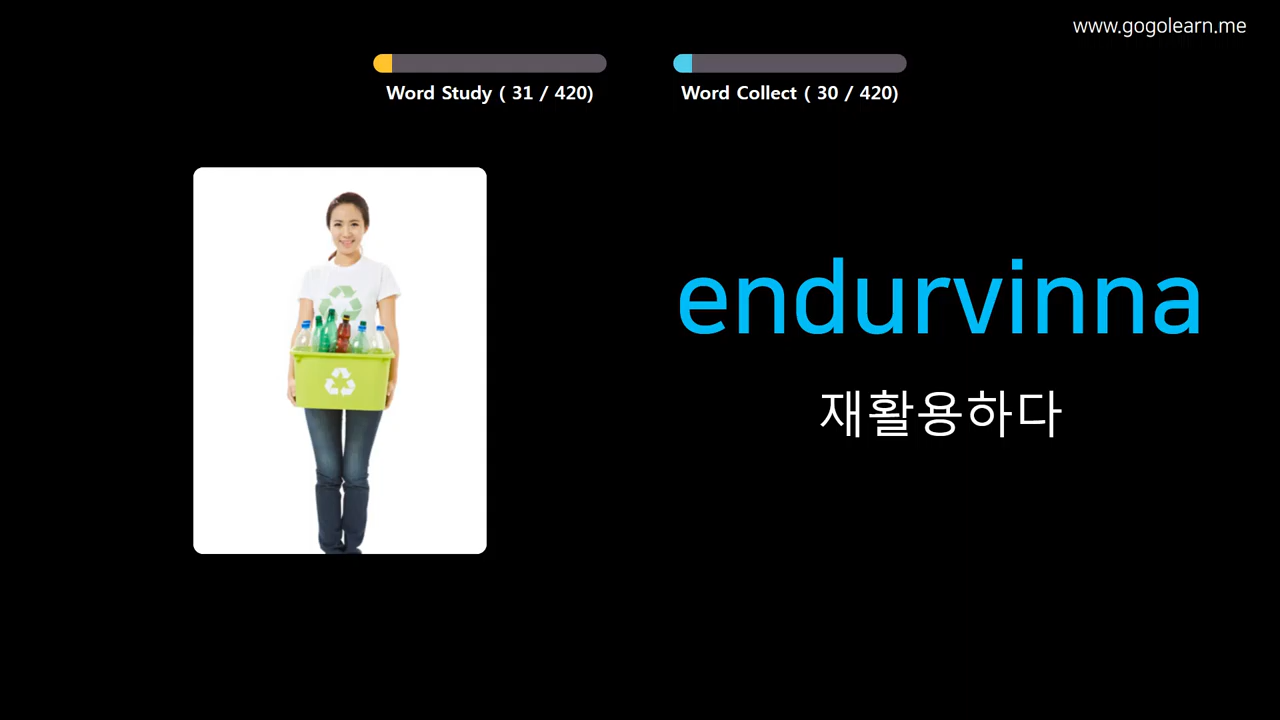 www.gogolearn.me
Word Study ( 31 / 420)
Word Collect ( 30 / 420)
endurvinna
재활용하다